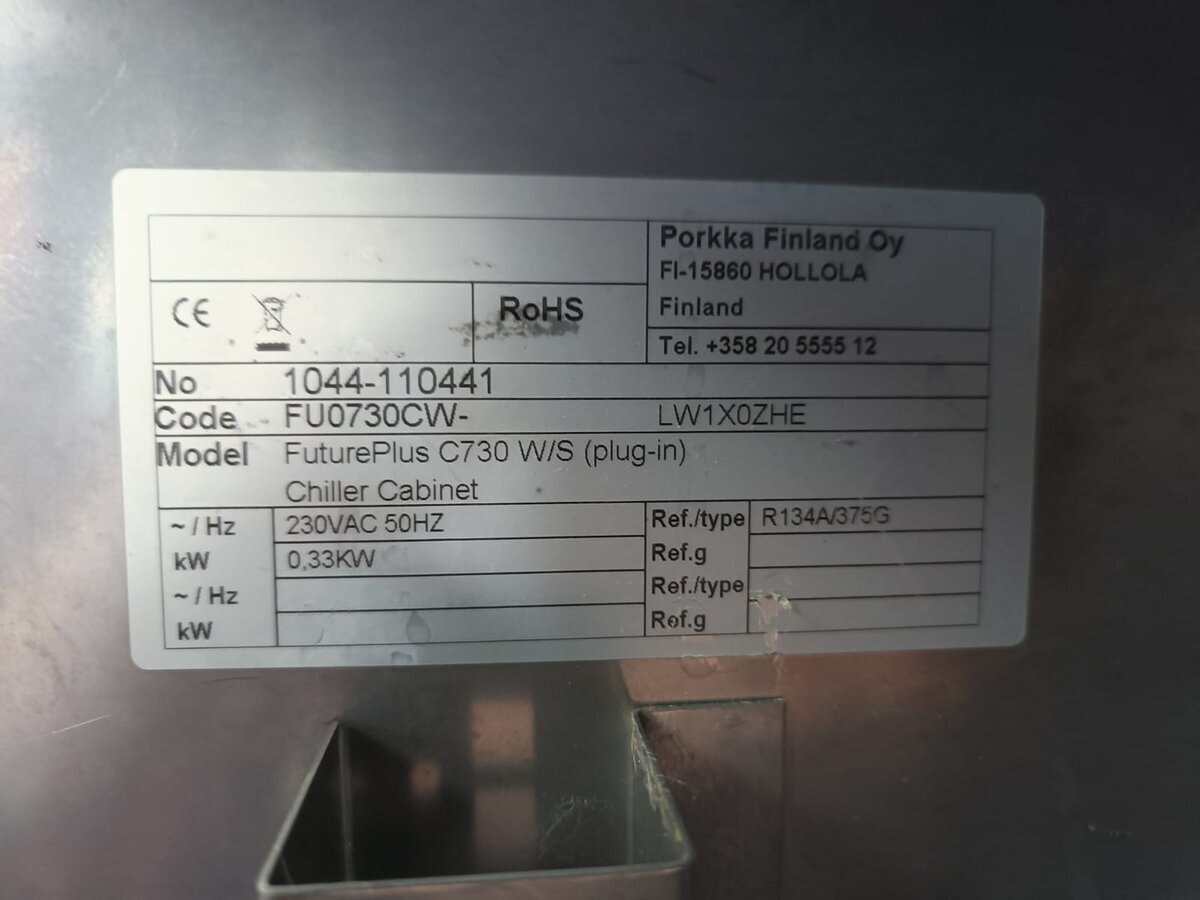 Porkka Finland Oy
FI-15860 HOLLOLA
Finland
Tel. +358 20 5555 12
CE
RoHS
No 1044-110441
Code FU0730CW- LW1X0ZHE
Model FuturePlus C730 W/S (plug-in)
Chiller Cabinet
~ / Hz 230VAC 50HZ Ref./type R134A/375G
kW 0,33KW Ref.g
~ / Hz Ref./type
kW Ref.g